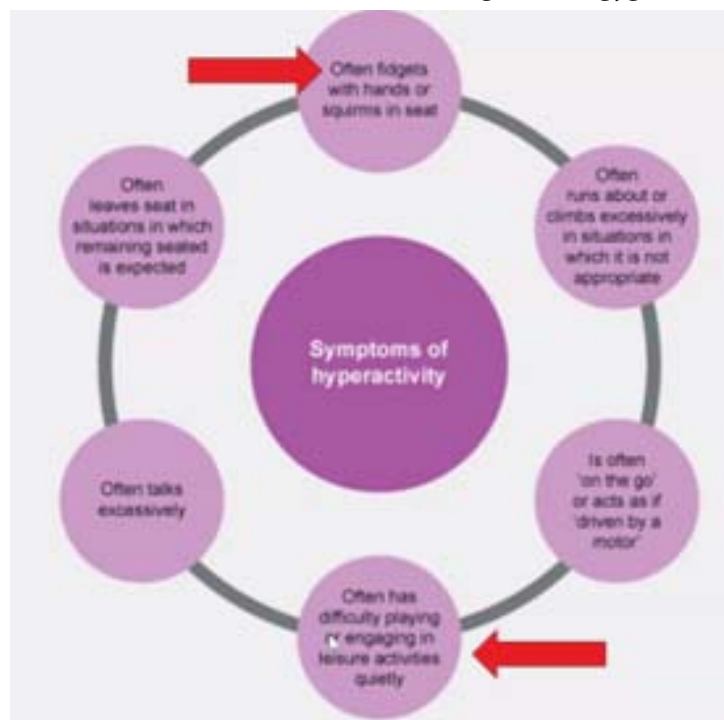 Often fidgets
with hands or
squirms in seat
Often
runs about or
climbs excessively
in situations in
which it is not
appropriate
Is often
'on the go'
or acts as if
'driven by a
motor'
Often has
difficulty playing
or engaging in
leisure activities
quietly
Often talks
excessively
Often
leaves seat in
situations in which
remaining seated
is expected
Symptoms of
hyperactivity